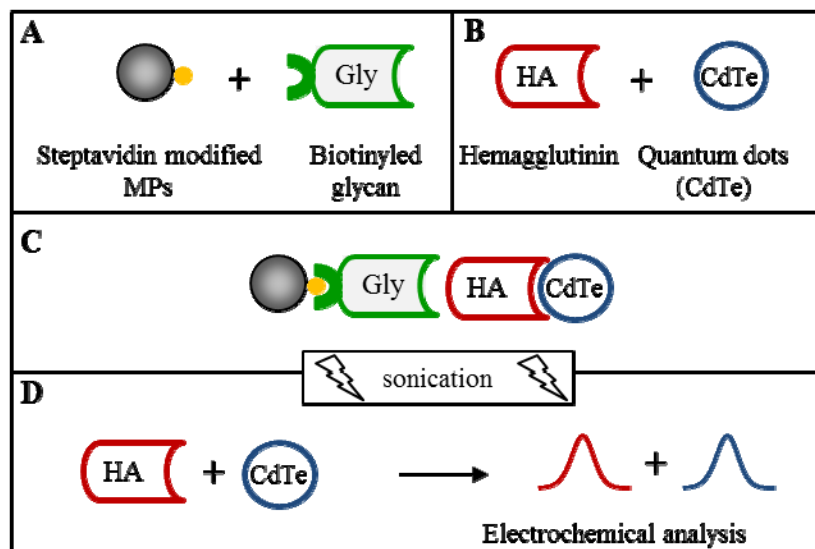 A
+
Gly
Steptavidin modified
MPs
Biotinyled
glycan
B
HA
+
CdTe
Hemagglutinin
Quantum dots
(CdTe)
C
Gly
HA
CdTe
sonication
D
HA
+
CdTe
+
Electrochemical analysis